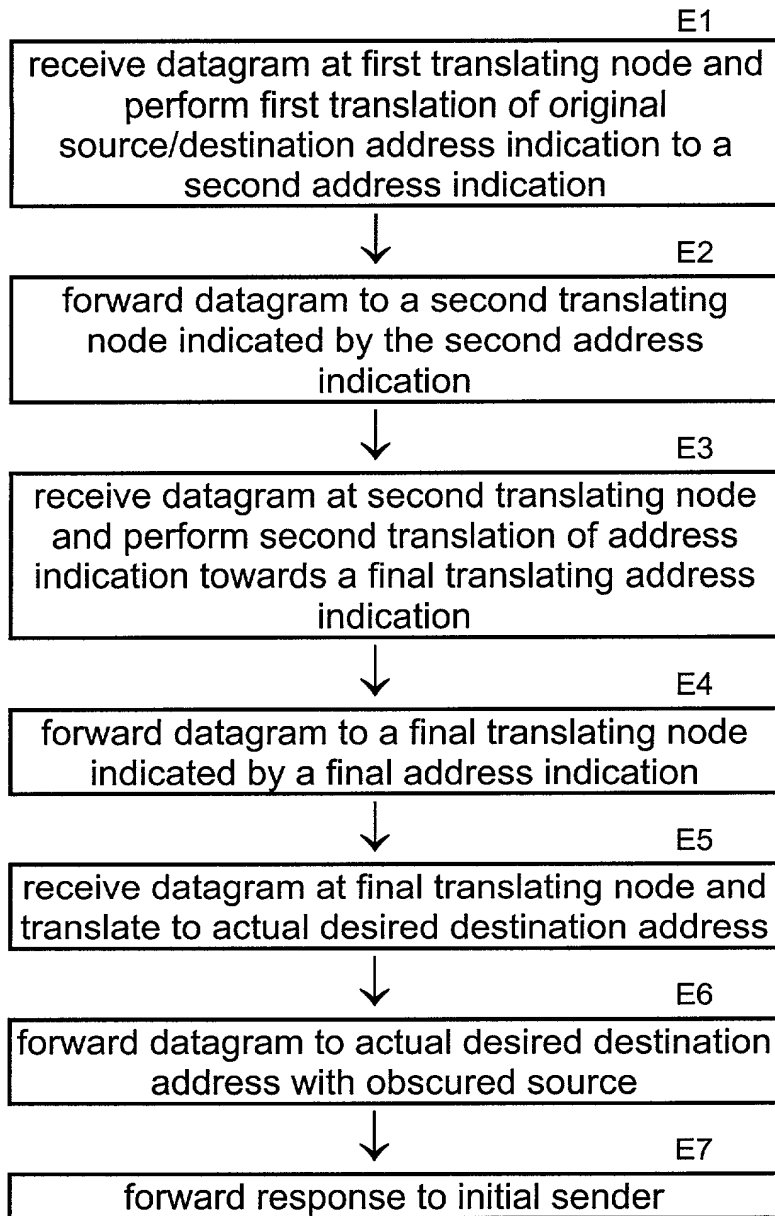 E1
receive datagram at first translating node and
perform first translation of original
source/destination address indication to a
second address indication
E2
forward datagram to a second translating
node indicated by the second address
indication
E3
receive datagram at second translating node
and perform second translation of address
indication towards a final translating address
indication
E4
forward datagram to a final translating node
indicated by a final address indication
E5
receive datagram at final translating node and
translate to actual desired destination address
E6
forward datagram to actual desired destination
address with obscured source
E7
forward response to initial sender